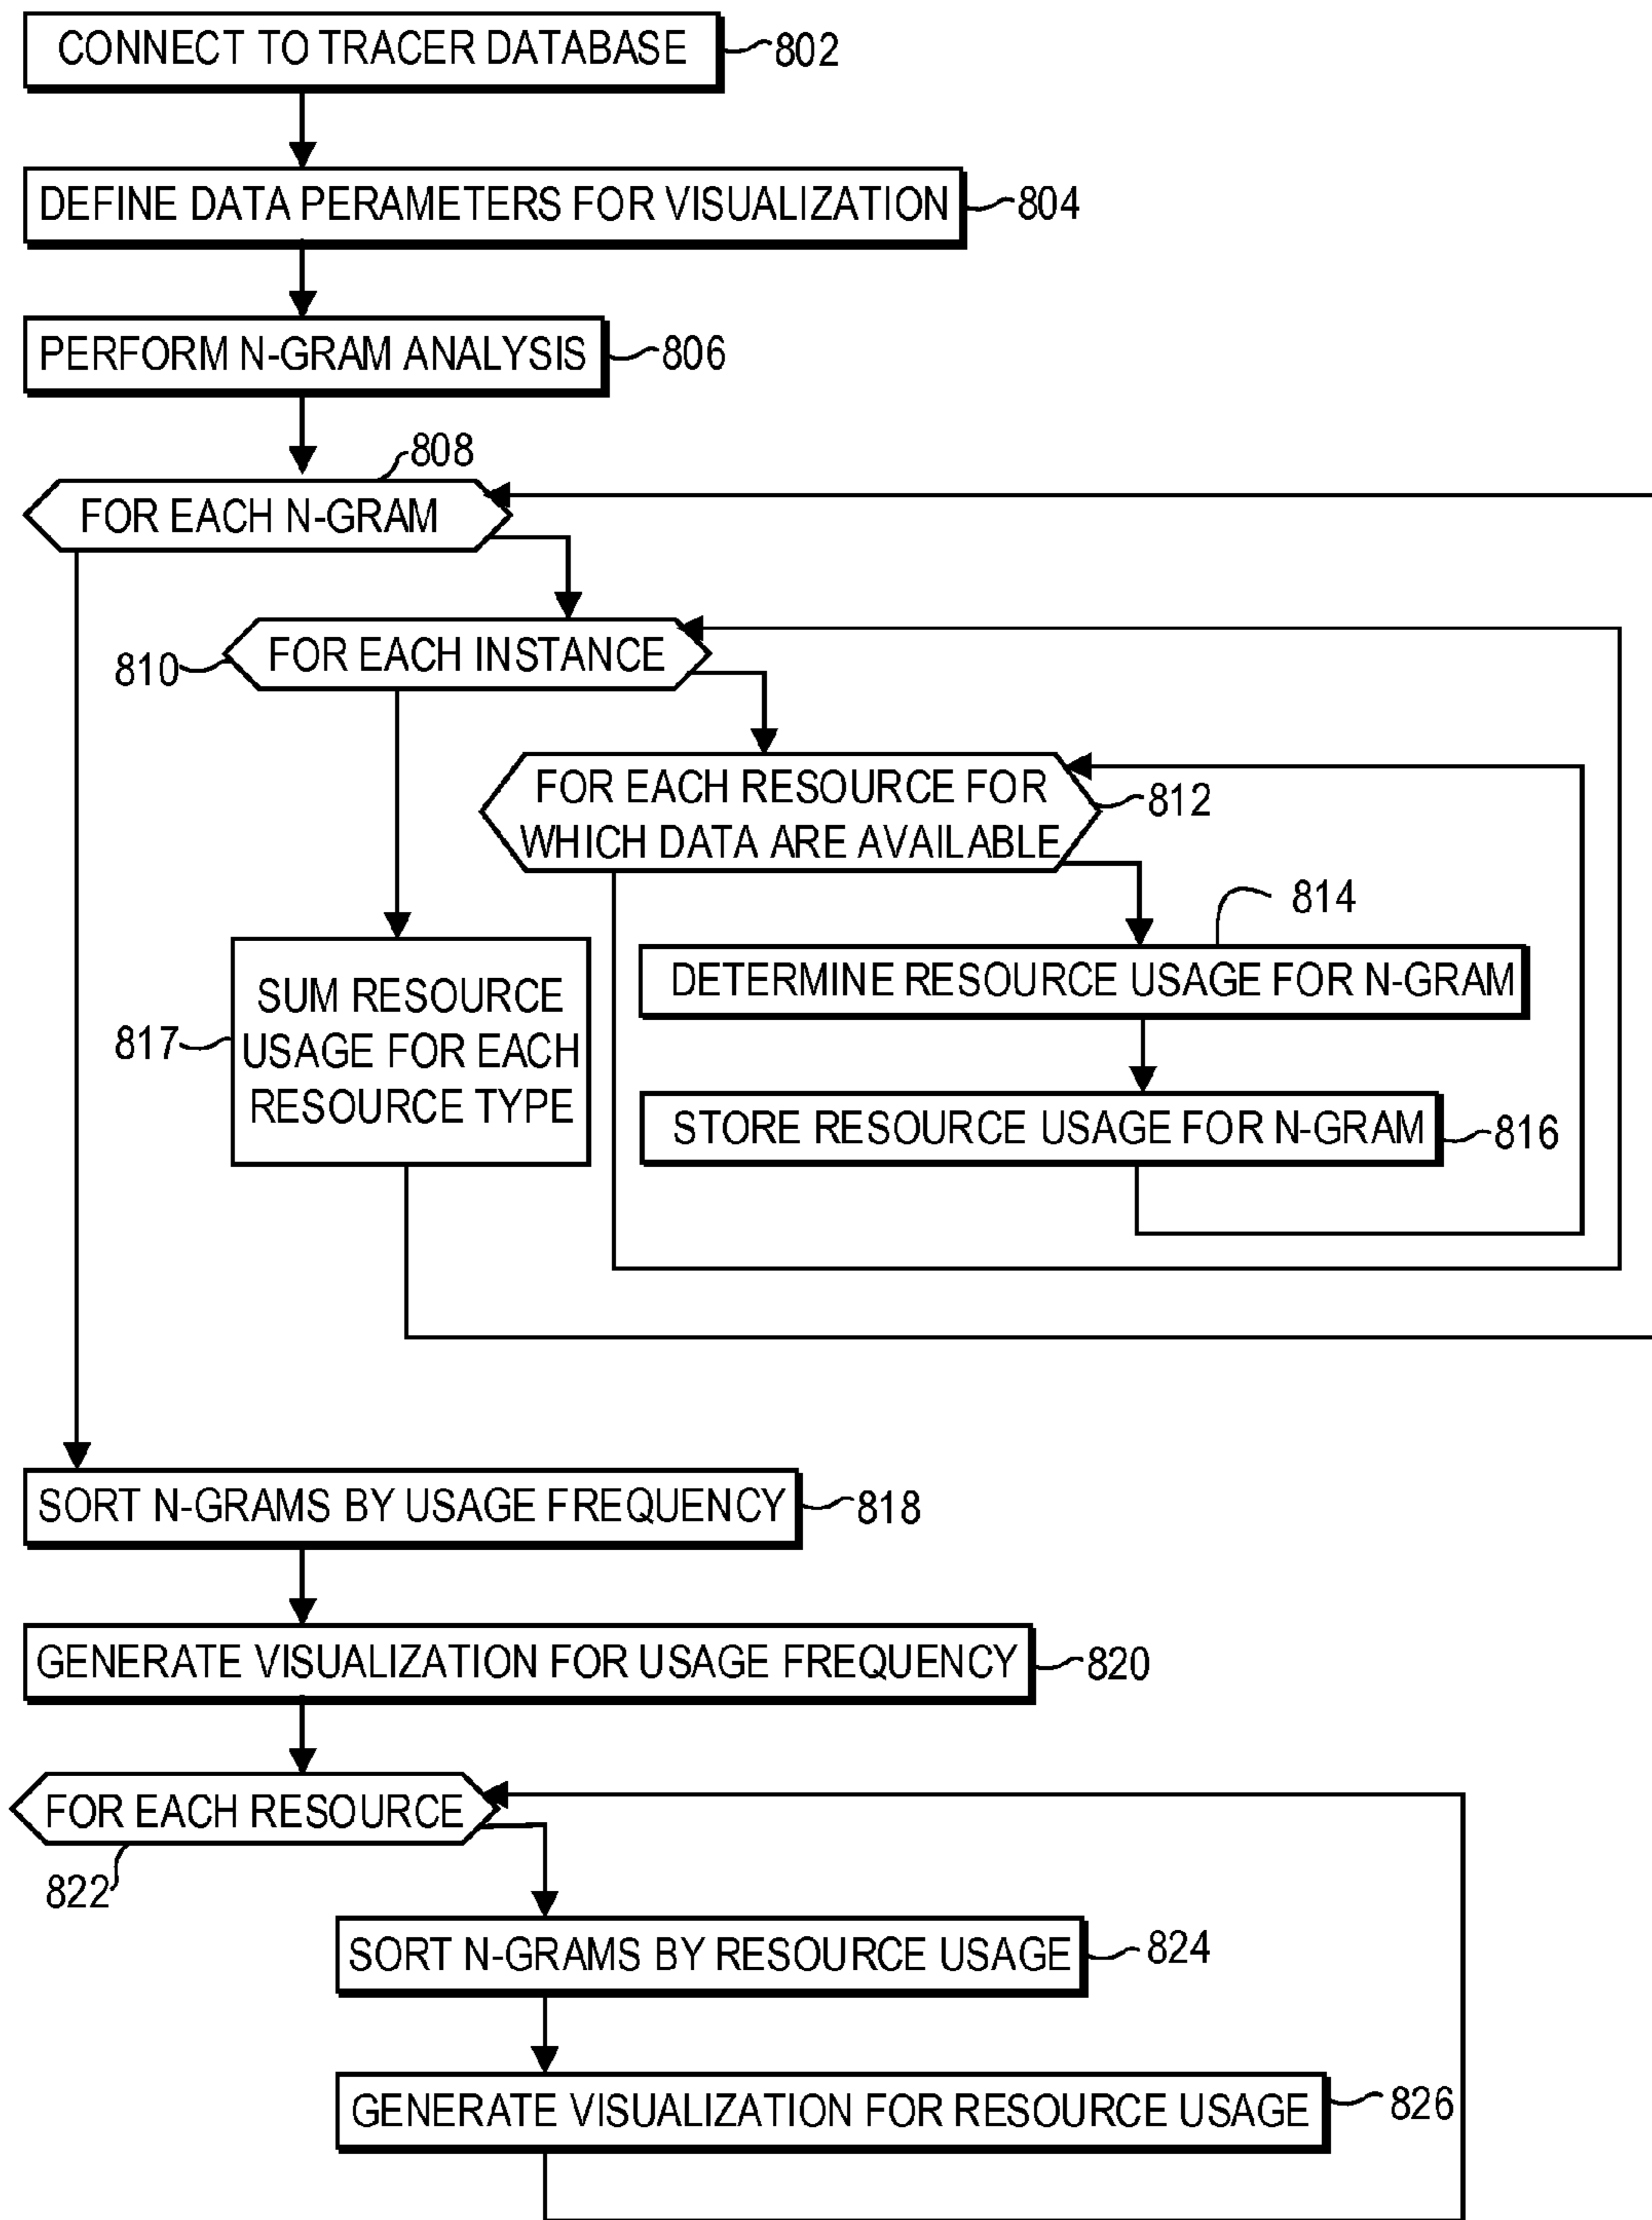 CONNECT TO TRACER DATABASE
802
DEFINE DATA PERAMETERS FOR VISUALIZATION
804
PERFORM N-GRAM ANALYSIS
806
808
FOR EACH N-GRAM
810
FOR EACH INSTANCE
FOR EACH RESOURCE FOR
WHICH DATA ARE AVAILABLE
812
814
DETERMINE RESOURCE USAGE FOR N-GRAM
817
SUM RESOURCE
USAGE FOR EACH
RESOURCE TYPE
STORE RESOURCE USAGE FOR N-GRAM
816
SORT N-GRAMS BY USAGE FREQUENCY
818
GENERATE VISUALIZATION FOR USAGE FREQUENCY
820
FOR EACH RESOURCE
822
SORT N-GRAMS BY RESOURCE USAGE
824
GENERATE VISUALIZATION FOR RESOURCE USAGE
826